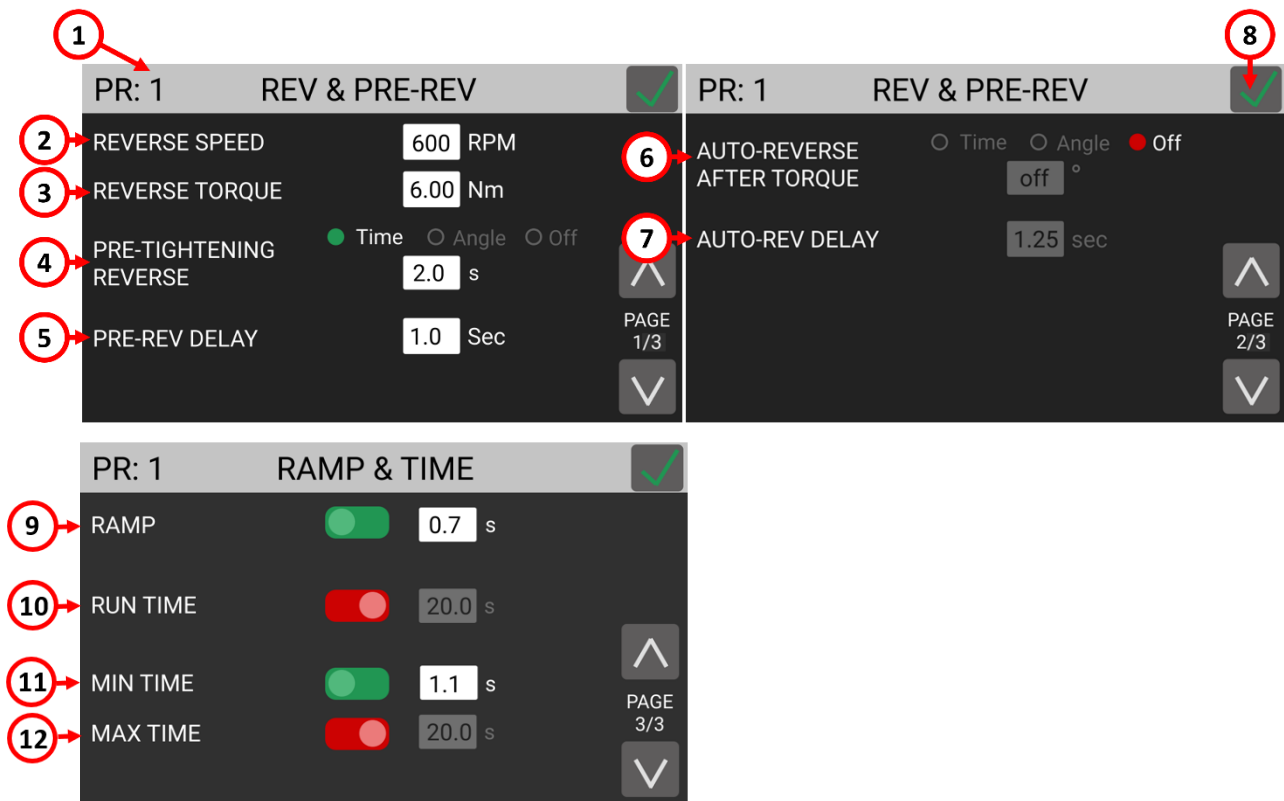 1
8
PR: 1 REV & PRE-REV
2 REVERSE SPEED 600 RPM
3 REVERSE TORQUE 6.00 Nm
Time Angle Off
4 PRE-TIGHTENING
REVERSE 2.0 s
5 PRE-REV DELAY 1.0 Sec
PAGE
1/3
PR: 1 REV & PRE-REV
6 AUTO-REVERSE Time Angle Off
AFTER TORQUE off °
7 AUTO-REV DELAY 1.25 sec
PAGE
2/3
PR: 1 RAMP & TIME
9 RAMP 0.7 s
10 RUN TIME 20.0 s
11 MIN TIME 1.1 s
12 MAX TIME 20.0 s
PAGE
3/3